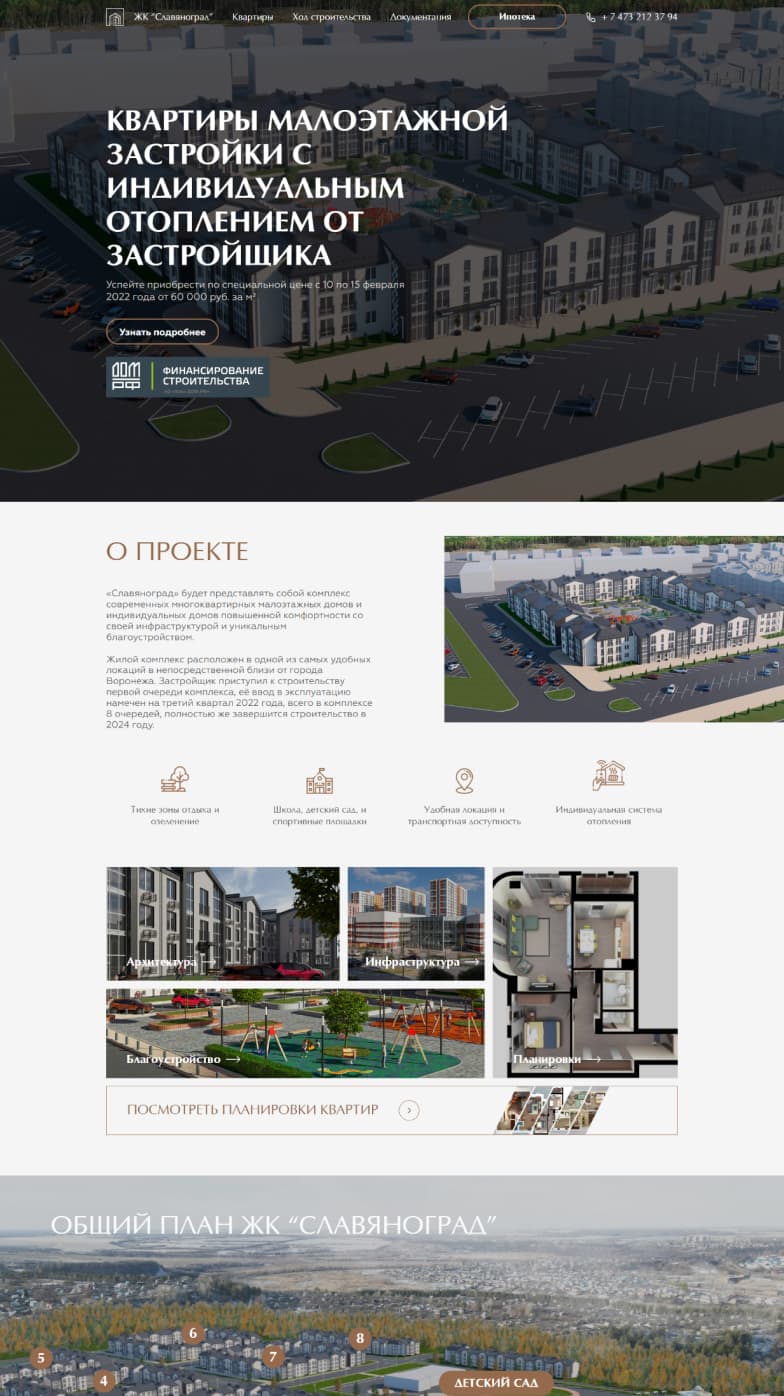 ЖК “Славяноград”
Квартиры
Ход строительства
Документация
Ипотека
+ 7 473 212 37 94
КВАРТИРЫ МАЛОЭТАЖНОЙ
ЗАСТРОЙКИ С
ИНДИВИДУАЛЬНЫМ
ОТОПЛЕНИЕМ ОТ
ЗАСТРОЙЩИКА
Успейте приобрести по специальной цене с 10 по 15 февраля
2022 года от 60 000 руб. за м²
Узнать подробнее
ДОМ
РФ
ФИНАНСИРОВАНИЕ
СТРОИТЕЛЬСТВА
О ПРОЕКТЕ
«Славяноград» будет представлять собой комплекс
современных многоквартирных малоэтажных домов и
индивидуальных домов повышенной комфортности со
своей инфраструктурой и уникальным
благоустройством.
Жилой комплекс расположен в одной из самых удобных
локаций в непосредственной близи от города
Воронежа. Застройщик приступил к строительству
первой очереди комплекса, её ввод в эксплуатацию
намечен на третий квартал 2022 года, всего в комплексе
8 очередей, полностью же завершится строительство в
2024 году.
Тихие зоны отдыха и
озеленение
Школа, детский сад, и
спортивные площадки
Удобная локация и
транспортная доступность
Индивидуальная система
отопления
Архитектура
Инфраструктура
Благоустройство
Планировки
ПОСМОТРЕТЬ ПЛАНИРОВКИ КВАРТИР
ОБЩИЙ ПЛАН ЖК “СЛАВЯНОГРАД”
6
5
7
8
4
ДЕТСКИЙ САД